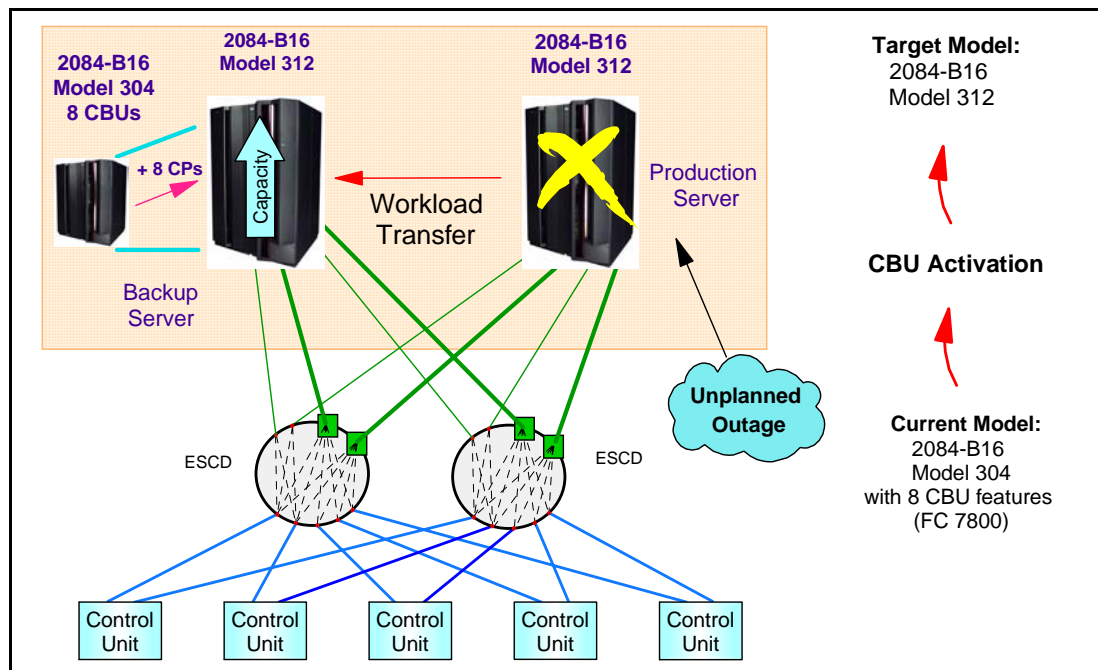 2084-B16
Model 304
8 CBUs
2084-B16
Model 312
2084-B16
Model 312
+ 8 CPs
Capacity
Workload
Transfer
Production
Server
Backup
Server
Unplanned
Outage
ESCD
ESCD
Control
Unit
Control
Unit
Control
Unit
Control
Unit
Control
Unit
Target Model:
2084-B16
Model 312
CBU Activation
Current Model:
2084-B16
Model 304
with 8 CBU features
(FC 7800)